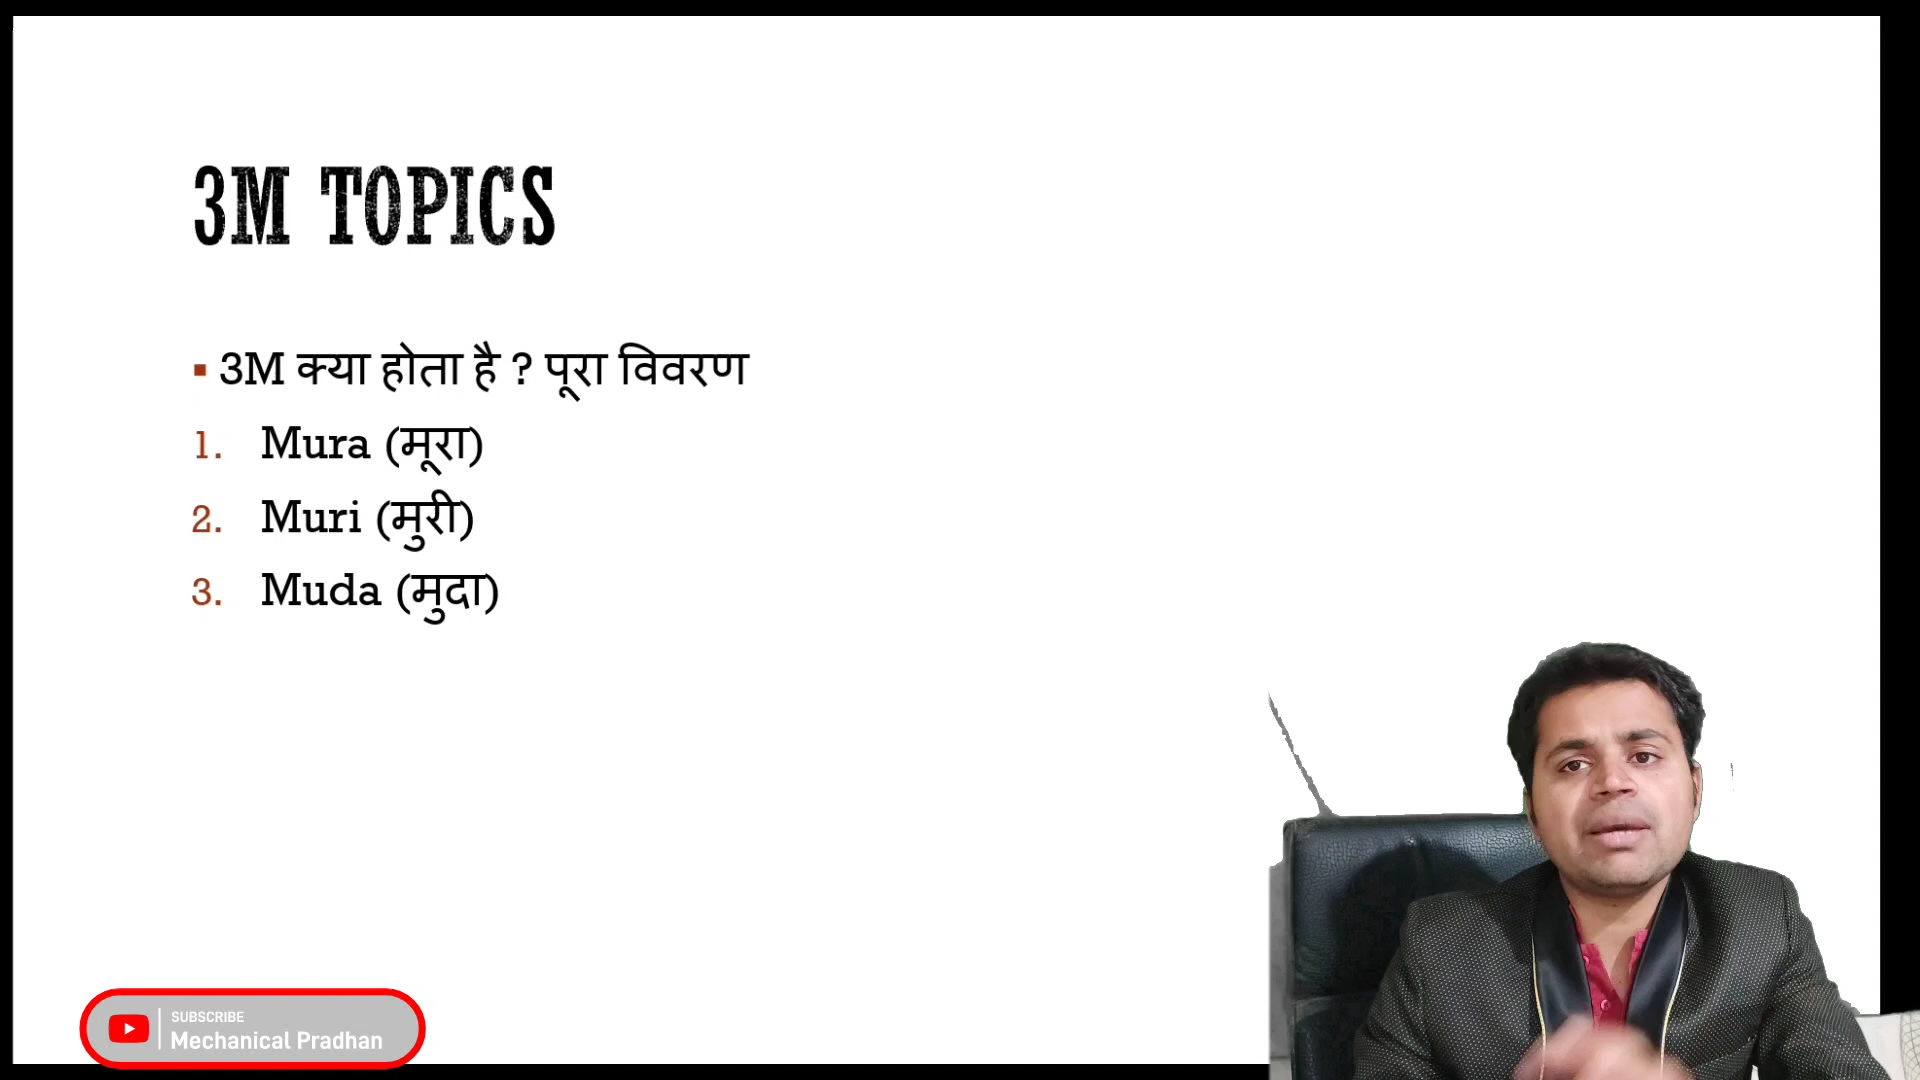 3M TOPICS
▪ 3M क्या होता है ? पूरा विवरण
1. Mura (मूरा)
2. Muri (मुरी)
3. Muda (मुदा)
SUBSCRIBE
Mechanical Pradhan